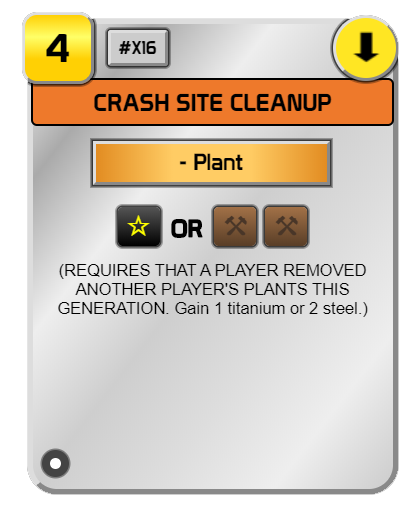 4
#X16
CRASH SITE CLEANUP
- Plant
OR
(REQUIRES THAT A PLAYER REMOVED
ANOTHER PLAYER'S PLANTS THIS
GENERATION. Gain 1 titanium or 2 steel.)